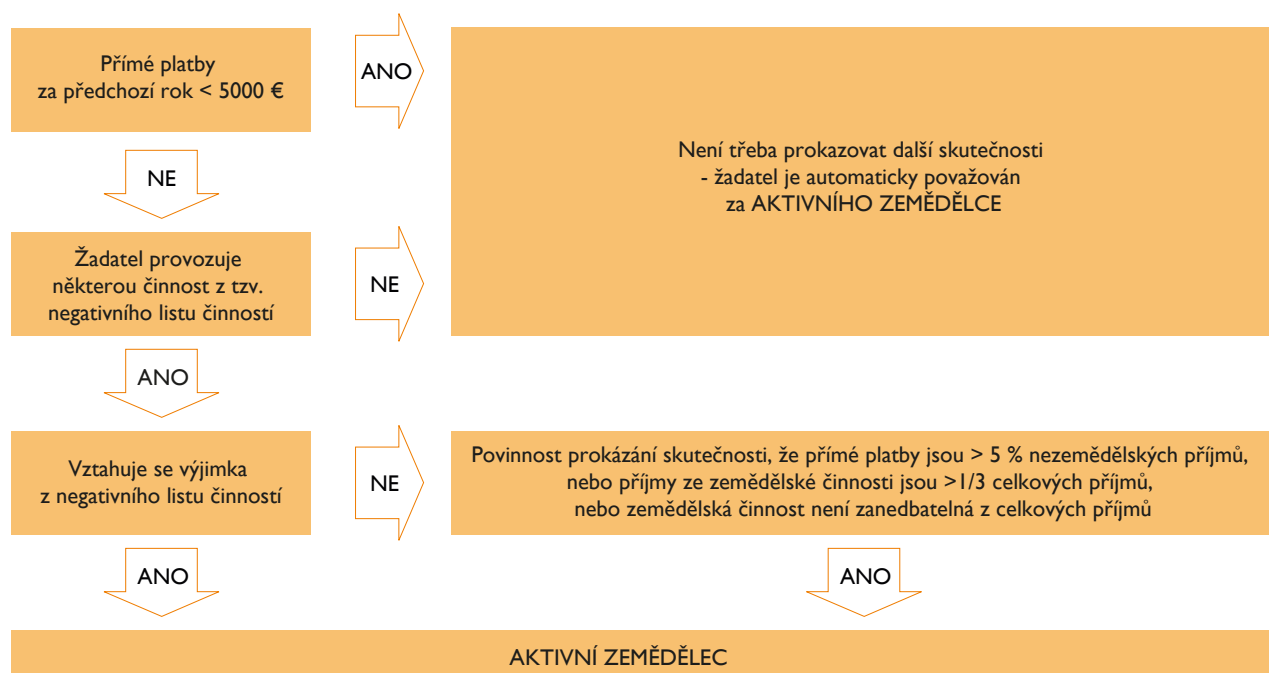 Přímé platby
za předchozí rok < 5000 €
ANO
Není třeba prokazovat další skutečnosti
- žadatel je automaticky považován
za AKTIVNÍHO ZEMĚDĚLCE
NE
Žadatel provozuje
některou činnost z tzv.
negativního listu činností
NE
ANO
Vztahuje se výjimka
z negativního listu činností
NE
Povinnost prokázání skutečnosti, že přímé platby jsou > 5 % nezemědělských příjmů,
nebo příjmy ze zemědělské činnosti jsou >1/3 celkových příjmů,
nebo zemědělská činnost není zanedbatelná z celkových příjmů
ANO
ANO
AKTIVNÍ ZEMĚDĚLEC